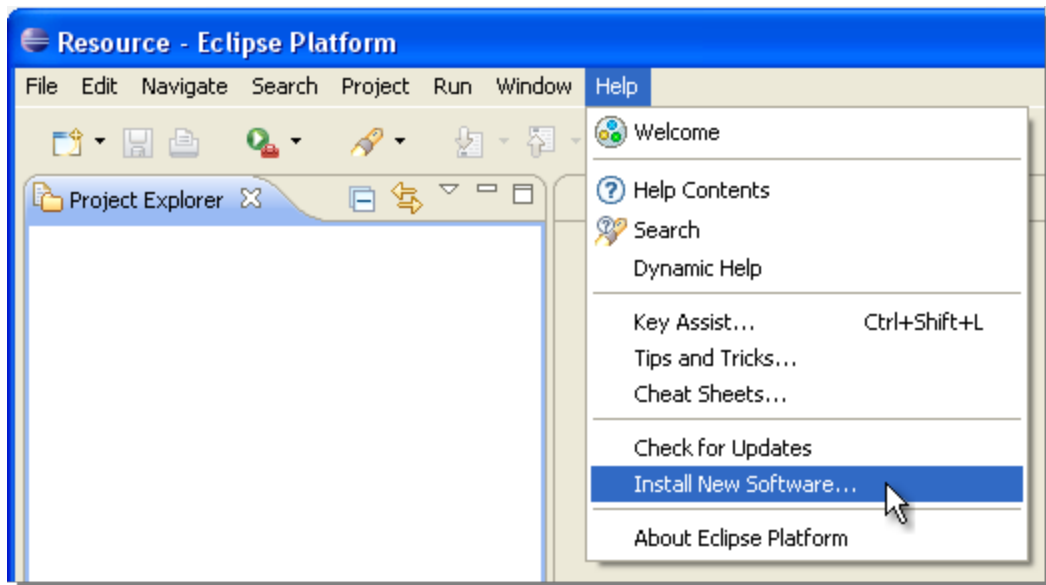 Resource - Eclipse Platform
File Edit Navigate Search Project Run Window Help
Welcome
Project Explorer
Help Contents
Search
Dynamic Help
Key Assist... Ctrl+Shift+L
Tips and Tricks...
Cheat Sheets...
Check for Updates
Install New Software...
About Eclipse Platform